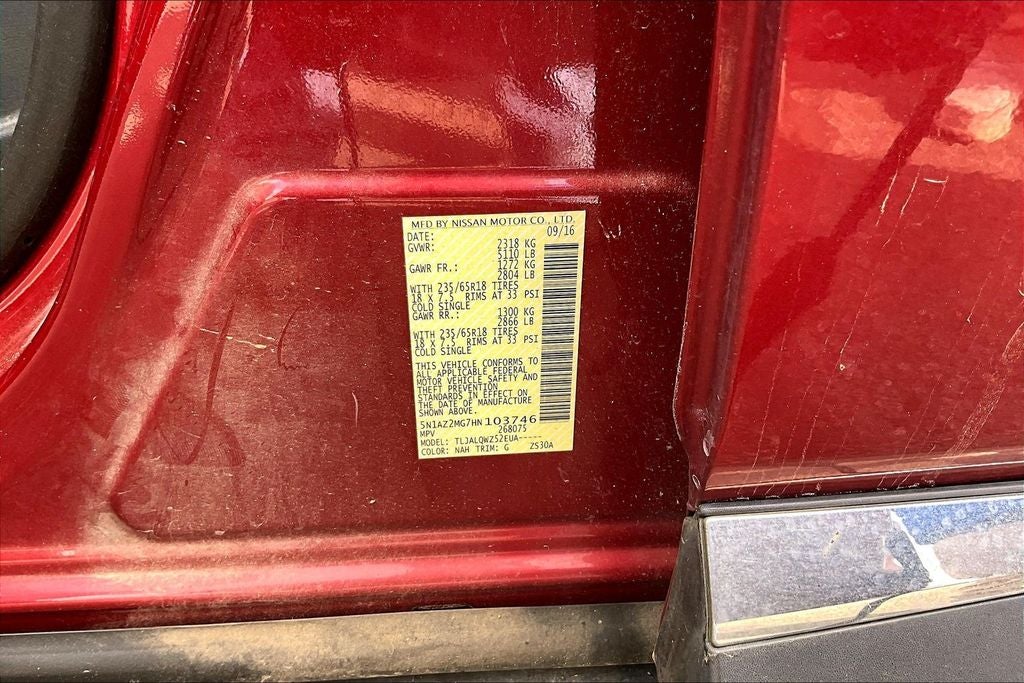 MFD BY NISSAN MOTOR CO., LTD.
DATE: 09/16
GVWR: 2318 KG
5110 LB
GAWR FR.: 1272 KG
2804 LB
WITH 235/65R18 TIRES
18 x 7.5 RIMS AT 33 PSI
COLD SINGLE
GAWR RR.: 1300 KG
2866 LB
WITH 235/65R18 TIRES
18 x 7.5 RIMS AT 33 PSI
COLD SINGLE
THIS VEHICLE CONFORMS TO
ALL APPLICABLE FEDERAL
MOTOR VEHICLE SAFETY AND
THEFT PREVENTION
STANDARDS IN EFFECT ON
THE DATE OF MANUFACTURE
SHOWN ABOVE.
5N1AZ2MG7HN103746
MPV 268075
MODEL: TLJALQWZ52EUA-----
COLOR: NAH TRIM: G ZS30A